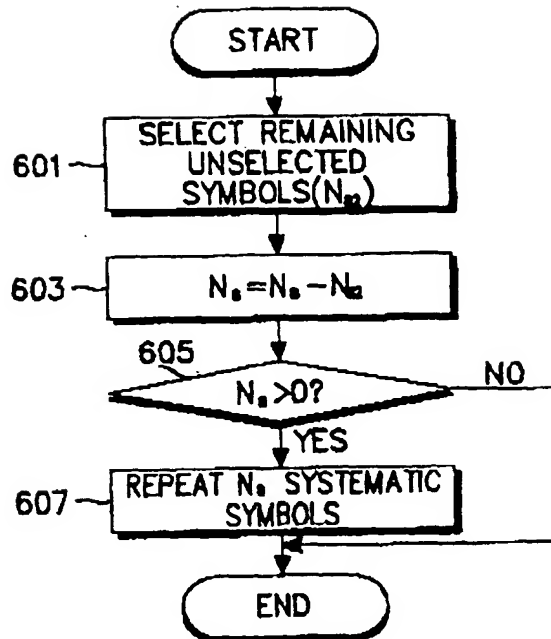 START
601
SELECT REMAINING
UNSELECTED
SYMBOLS(N
603
N = N - N
605
N >0?
NO
YES
607
REPEAT N SYSTEMATIC
SYMBOLS
END